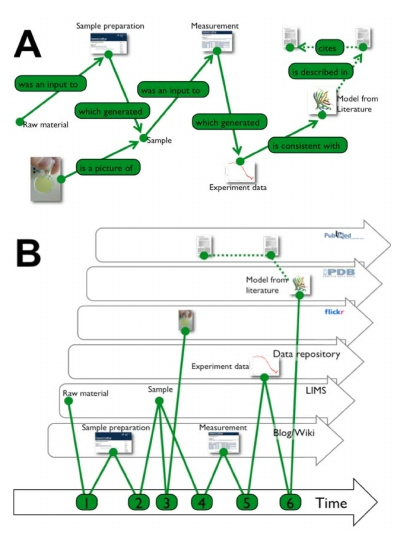 A
Sample preparation
Measurement
cites
was an input to
was an input to
is described in
which generated
Model from
Literature
Raw material
which generated
Sample
is consistent with
is a picture of
Experiment data
B
PubMed
PDB
Model from
literature
flickr
Experiment data
Data repository
LIMS
Raw material
Sample
Sample preparation
Measurement
Blog/Wiki
1
2
3
4
5
6
Time